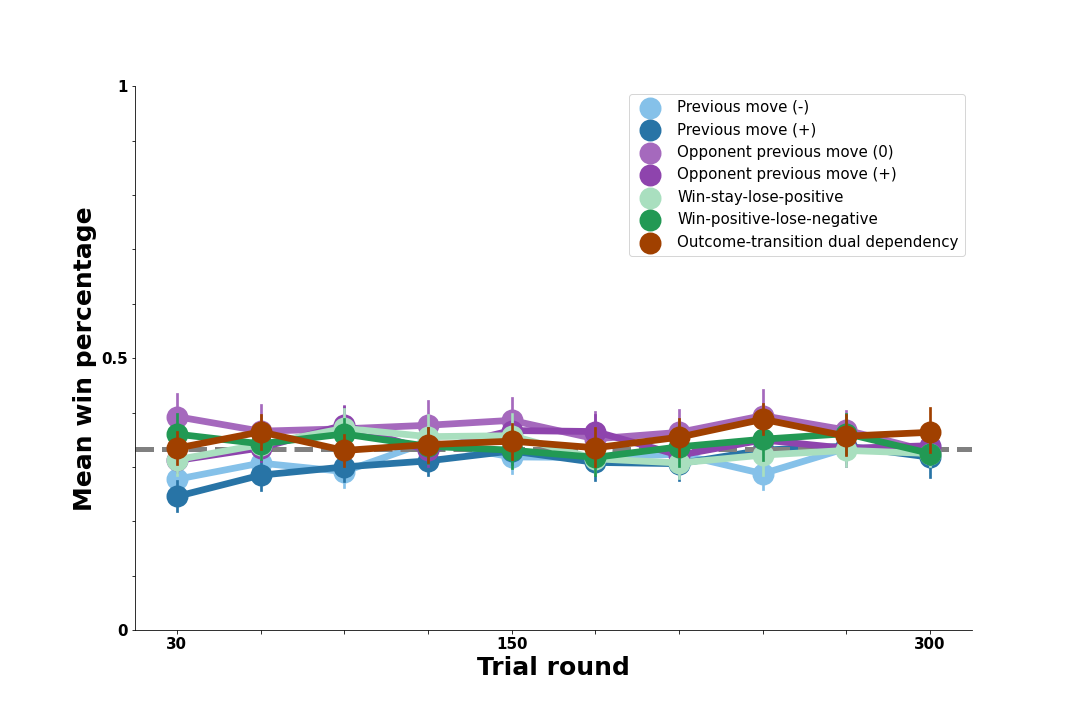 1
Previous move (-)
Previous move (+)
Opponent previous move (0)
Opponent previous move (+)
Win-stay-lose-positive
Win-positive-lose-negative
Outcome-transition dual dependency
Mean win percentage
0.5
0
30
150
300
Trial round